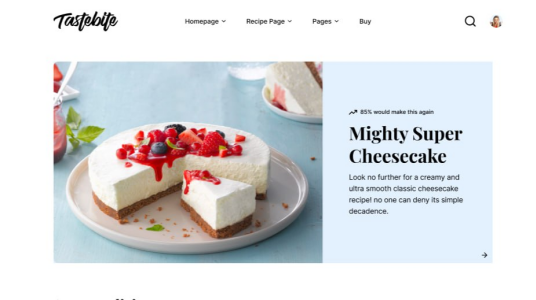 Tastebite
Homepage Recipe Page Pages Buy
85% would make this again
Mighty Super
Cheesecake
Look no further for a creamy and
ultra smooth classic cheesecake
recipe! no one can deny its simple
decadence.